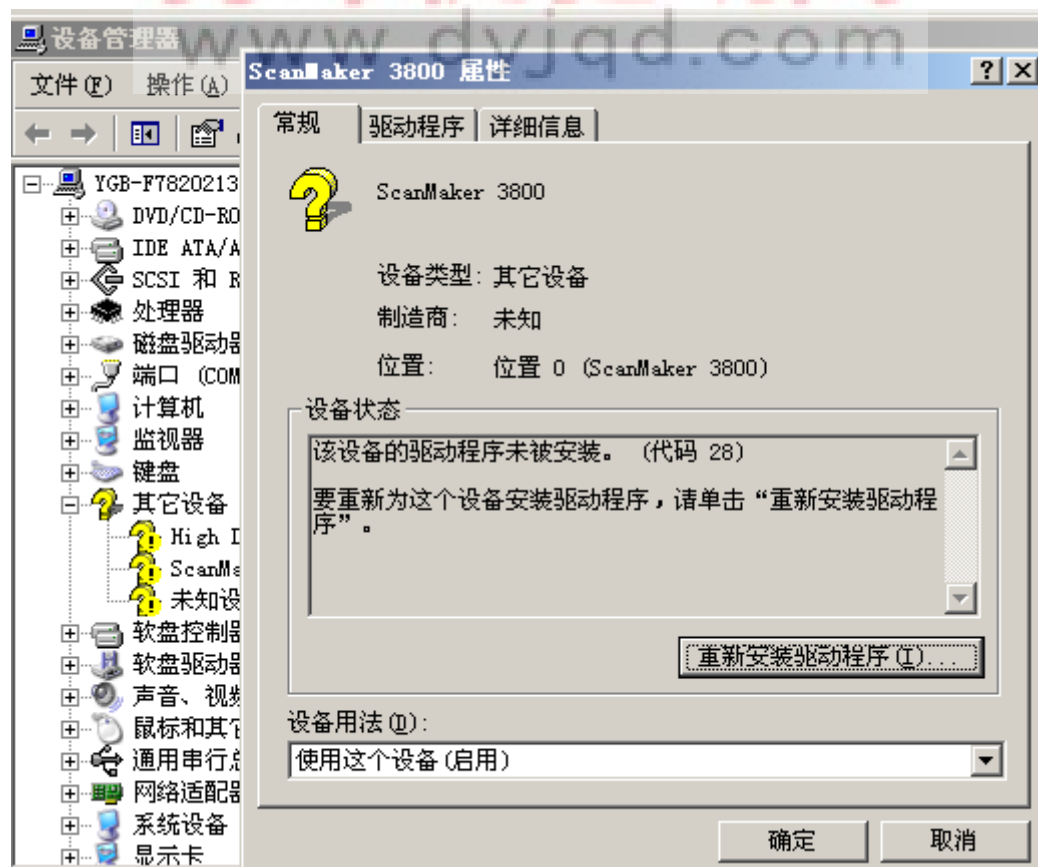 www.dyjqd.com
设备管理器
文件(F) 操作(A)
ScanMaker 3800 属性
常规 驱动程序 详细信息
ScanMaker 3800
设备类型: 其它设备
制造商: 未知
位置: 位置 0 (ScanMaker 3800)
设备状态
该设备的驱动程序未被安装。 (代码 28)
要重新为这个设备安装驱动程序，请单击“重新安装驱动程
序”。
重新安装驱动程序(I)...
设备用法(D):
使用这个设备(启用)
确定 取消
YGB-F7820213
DVD/CD-RO
IDE ATA/A
SCSI 和 R
处理器
磁盘驱动器
端口 (COM
计算机
监视器
键盘
其它设备
High D
ScanMa
未知设
软盘控制器
软盘驱动器
声音、视频
鼠标和其它
通用串行总
网络适配器
系统设备
显示卡